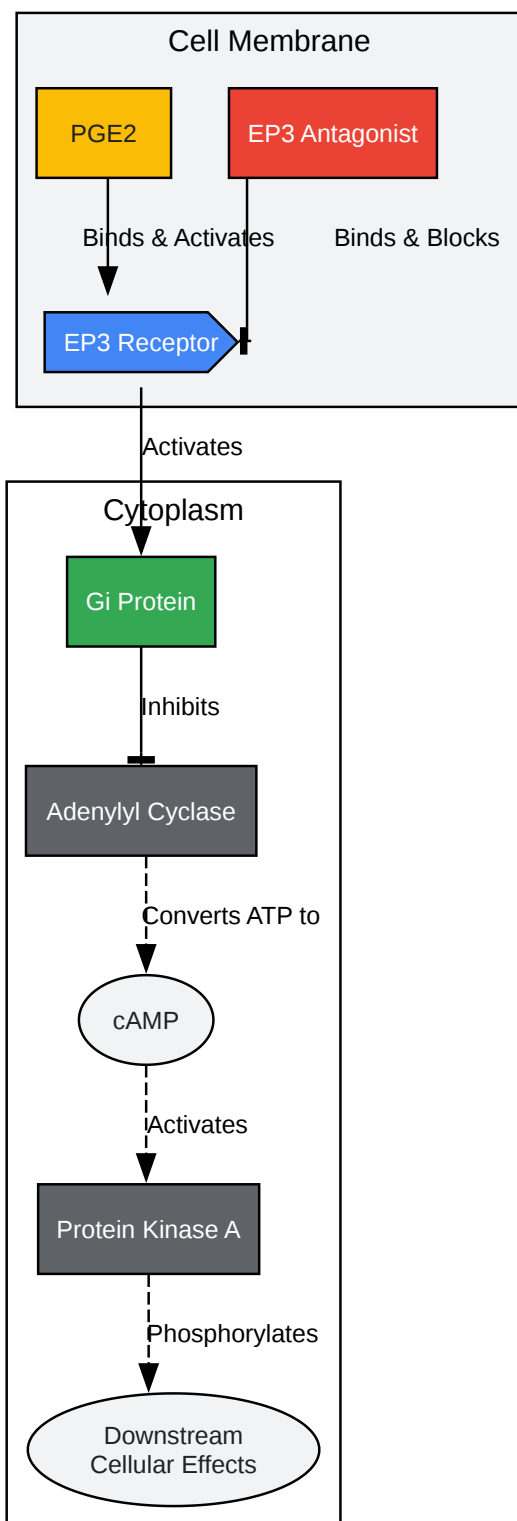 Cell Membrane
PGE2
EP3 Antagonist
Binds & Activates
Binds & Blocks
EP3 Receptor
Activates
Cytoplasm
Gi Protein
Inhibits
Adenylyl Cyclase
Converts ATP to
cAMP
Activates
Protein Kinase A
Phosphorylates
Downstream
Cellular Effects